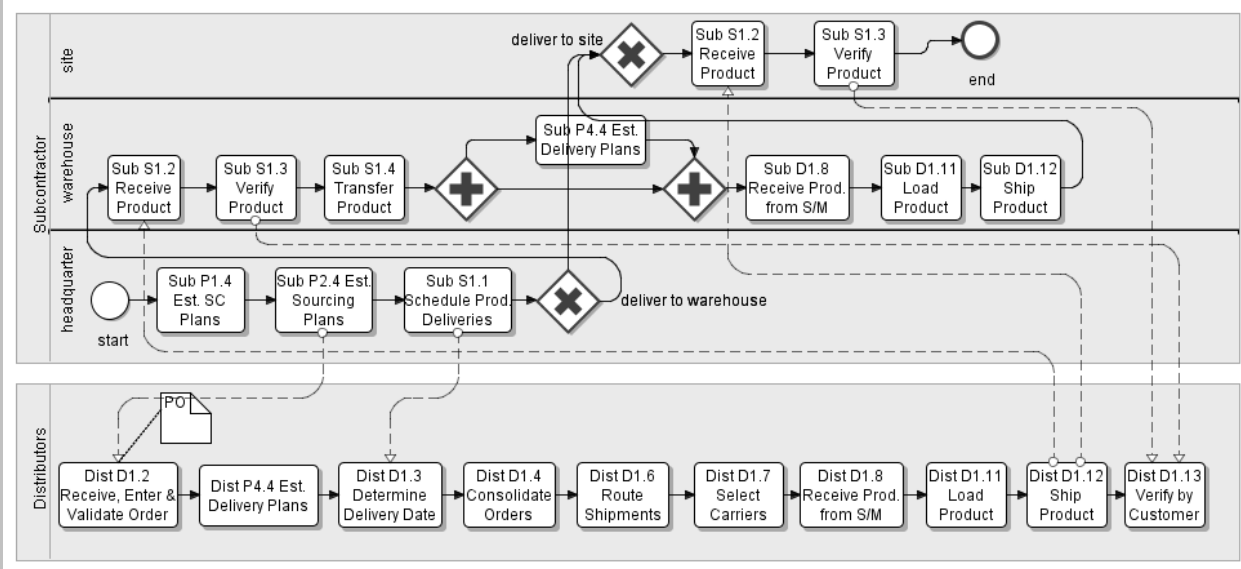 Subcontractor
site
deliver to site
Sub S1.2
Receive
Product
Sub S1.3
Verify
Product
end
warehouse
Sub S1.2
Receive
Product
Sub S1.3
Verify
Product
Sub S1.4
Transfer
Product
Sub P4.4 Est.
Delivery Plans
Sub D1.8
Receive Prod.
from S/M
Sub D1.11
Load
Product
Sub D1.12
Ship
Product
headquarter
start
Sub P1.4
Est. SC
Plans
Sub P2.4 Est.
Sourcing
Plans
Sub S1.1
Schedule Prod.
Deliveries
deliver to warehouse
Distributors
PO
Dist D1.2
Receive, Enter &
Validate Order
Dist P4.4 Est.
Delivery Plans
Dist D1.3
Determine
Delivery Date
Dist D1.4
Consolidate
Orders
Dist D1.6
Route
Shipments
Dist D1.7
Select
Carriers
Dist D1.8
Receive Prod.
from S/M
Dist D1.11
Load
Product
Dist D1.12
Ship
Product
Dist D1.13
Verify by
Customer